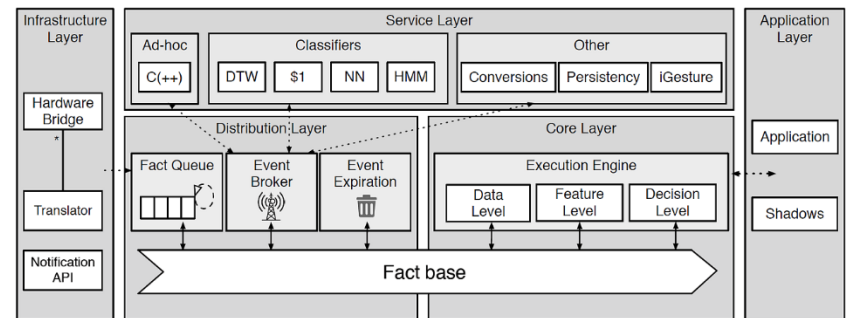 Infrastructure
Layer
Hardware
Bridge
*
Translator
Notification
API
Service Layer
Ad-hoc
C(++)
Classifiers
DTW
$1
NN
HMM
Other
Conversions
Persistency
iGesture
Distribution Layer
Fact Queue
Event
Broker
Event
Expiration
Core Layer
Execution Engine
Data
Level
Feature
Level
Decision
Level
Fact base
Application
Layer
Application
Shadows